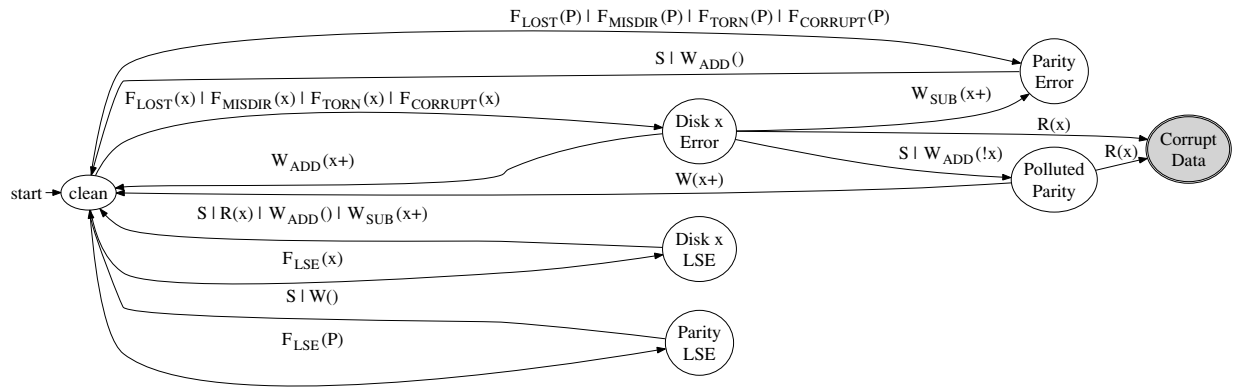 F_LOST(P) | F_MISDIR(P) | F_TORN(P) | F_CORRUPT(P)
S | W_ADD()
Parity
Error
F_LOST(x) | F_MISDIR(x) | F_TORN(x) | F_CORRUPT(x)
W_SUB(x+)
Disk x
Error
R(x)
Corrupt
Data
W_ADD(x+)
S | W_ADD(!x)
R(x)
Polluted
Parity
W(x+)
start
clean
S | R(x) | W_ADD() | W_SUB(x+)
Disk x
LSE
F_LSE(x)
S | W()
Parity
LSE
F_LSE(P)